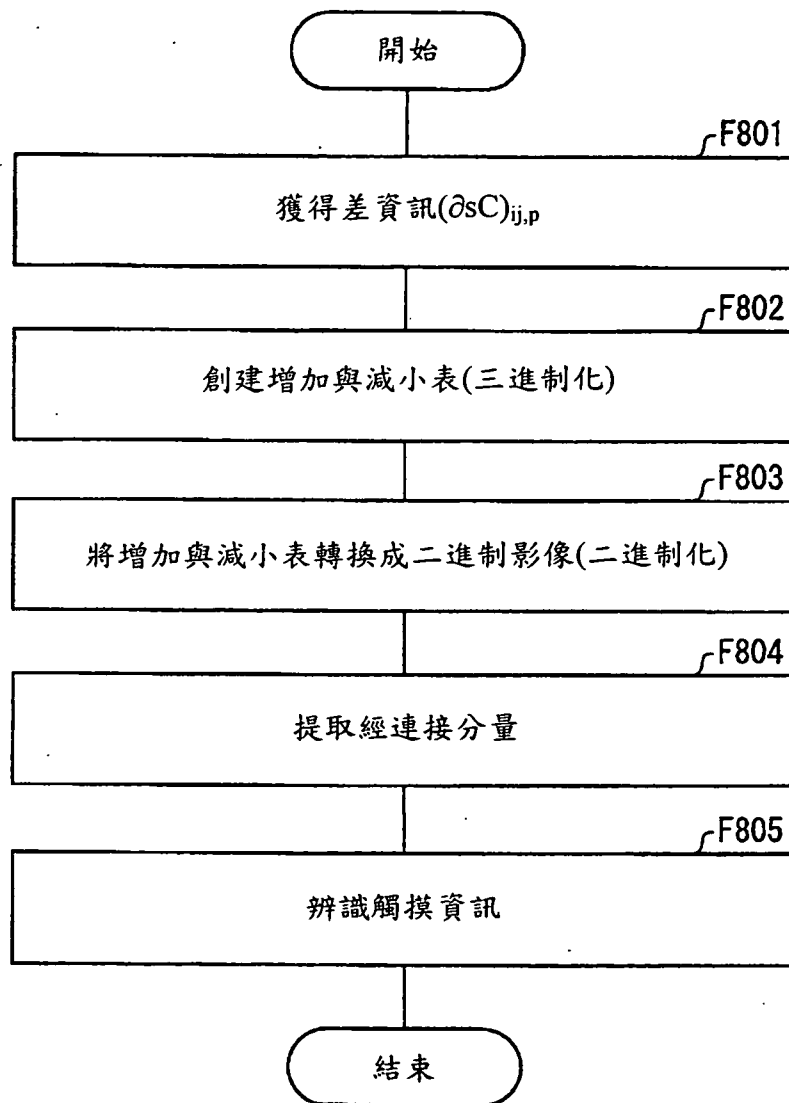 開始
F801
獲得差資訊(∂sC)ij,p
F802
創建增加與減小表(三進制化)
F803
將增加與減小表轉換成二進制影像(二進制化)
F804
提取經連接分量
F805
辨識觸摸資訊
結束